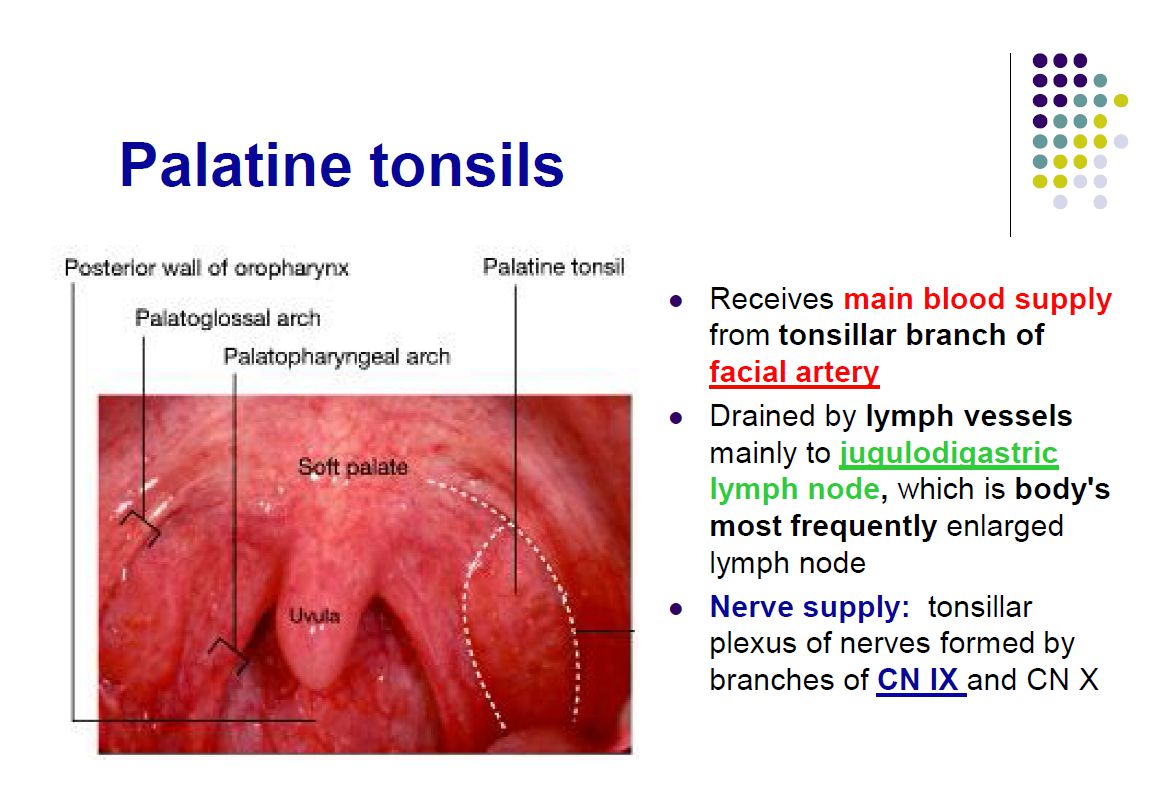 Palatine tonsils
Posterior wall of oropharynx
Palatine tonsil
Palatoglossal arch
Palatopharyngeal arch
Soft palate
Uvula
Receives main blood supply
from tonsillar branch of
facial artery
Drained by lymph vessels
mainly to jugulodigastric
lymph node, which is body's
most frequently enlarged
lymph node
Nerve supply: tonsillar
plexus of nerves formed by
branches of CN IX and CN X